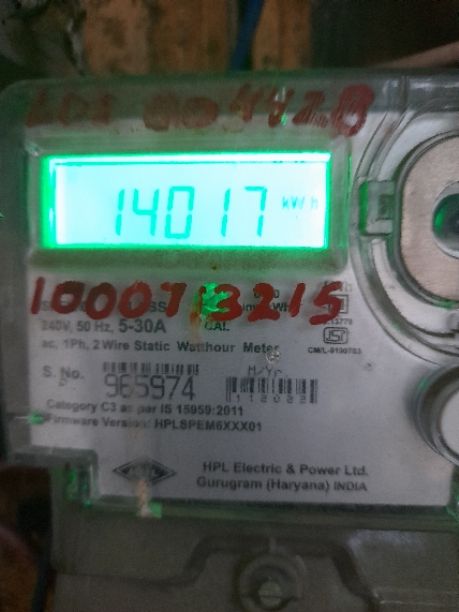 14017 kWh
1000713215
240V, 50 Hz, 5-30A CAL
ac, 1Ph, 2 Wire Static Watthour Meter
CM/L-9190783
S. No. 965974 M/Yr
Category C3 as per IS 15959:2011
Firmware Version: HPLSPEM6XXX01
HPL Electric & Power Ltd.
Gurugram (Haryana) INDIA